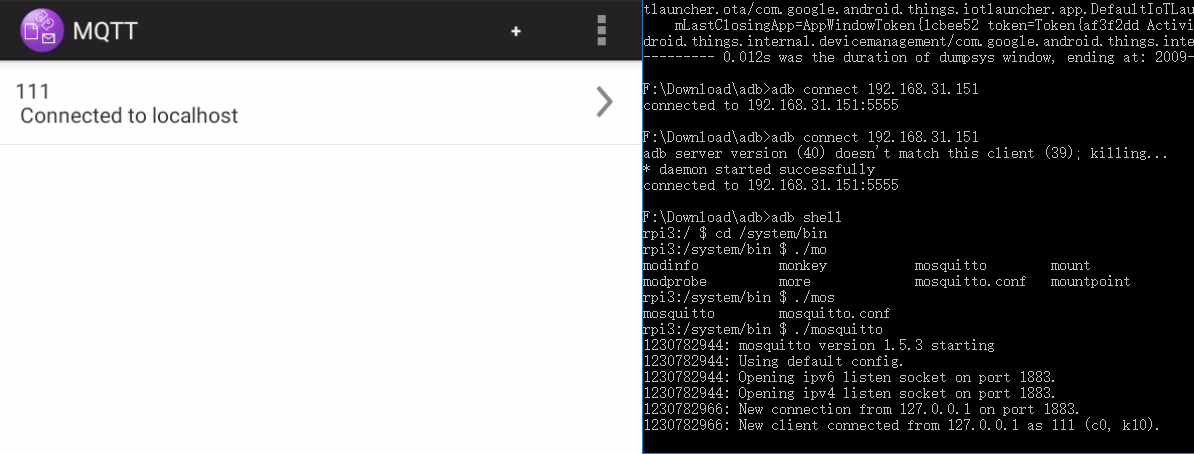 MQTT
+
111
Connected to localhost
tlauncher.ota/com.google.android.things.iotlauncher.app.DefaultIoTLau
mLastClosingApp=AppWindowToken{1cbee52 token=Token{af3f2dd Activi
droid.things.internal.devicemanagement/com.google.android.things.inte
--------- 0.012s was the duration of dumpsys window, ending at: 2009-
F:\Download\adb>adb connect 192.168.31.151
connected to 192.168.31.151:5555
F:\Download\adb>adb connect 192.168.31.151
adb server version (40) doesn't match this client (39); killing...
* daemon started successfully
connected to 192.168.31.151:5555
F:\Download\adb>adb shell
rpi3:/ $ cd /system/bin
rpi3:/system/bin $ ./mo
modinfo monkey mosquitto mount
modprobe more mosquitto.conf mountpoint
rpi3:/system/bin $ ./mos
mosquitto mosquitto.conf
rpi3:/system/bin $ ./mosquitto
1230782944: mosquitto version 1.5.3 starting
1230782944: Using default config.
1230782944: Opening ipv6 listen socket on port 1883.
1230782944: Opening ipv4 listen socket on port 1883.
1230782966: New connection from 127.0.0.1 on port 1883.
1230782966: New client connected from 127.0.0.1 as 111 (c0, k10).